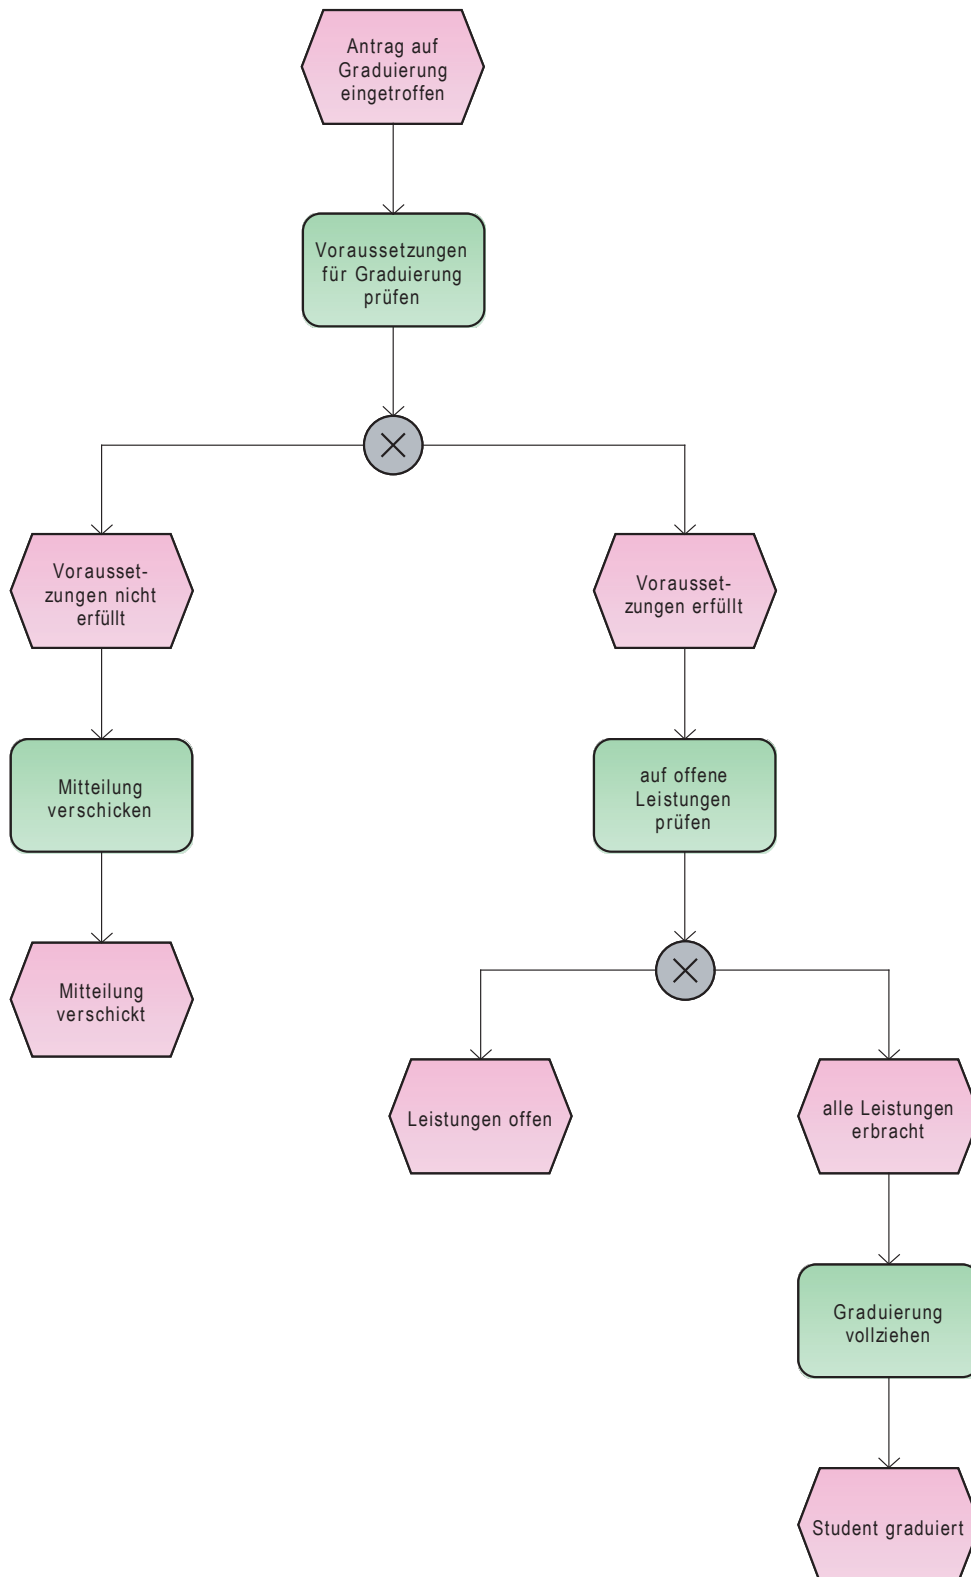 Antrag auf
Graduierung
eingetroffen
Voraussetzungen
für Graduierung
prüfen
Vorausset-
zungen nicht
erfüllt
Vorausset-
zungen erfüllt
Mitteilung
verschicken
auf offene
Leistungen
prüfen
Mitteilung
verschickt
Leistungen offen
alle Leistungen
erbracht
Graduierung
vollziehen
Student graduiert